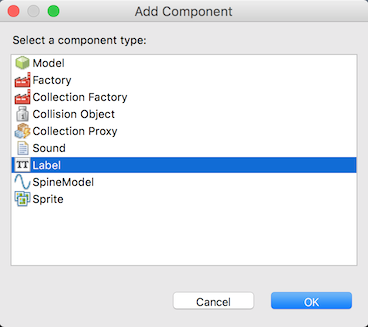 Add Component
Select a component type:
Model
Factory
Collection Factory
Collision Object
Collection Proxy
Sound
TT Label
SpineModel
Sprite
Cancel
OK